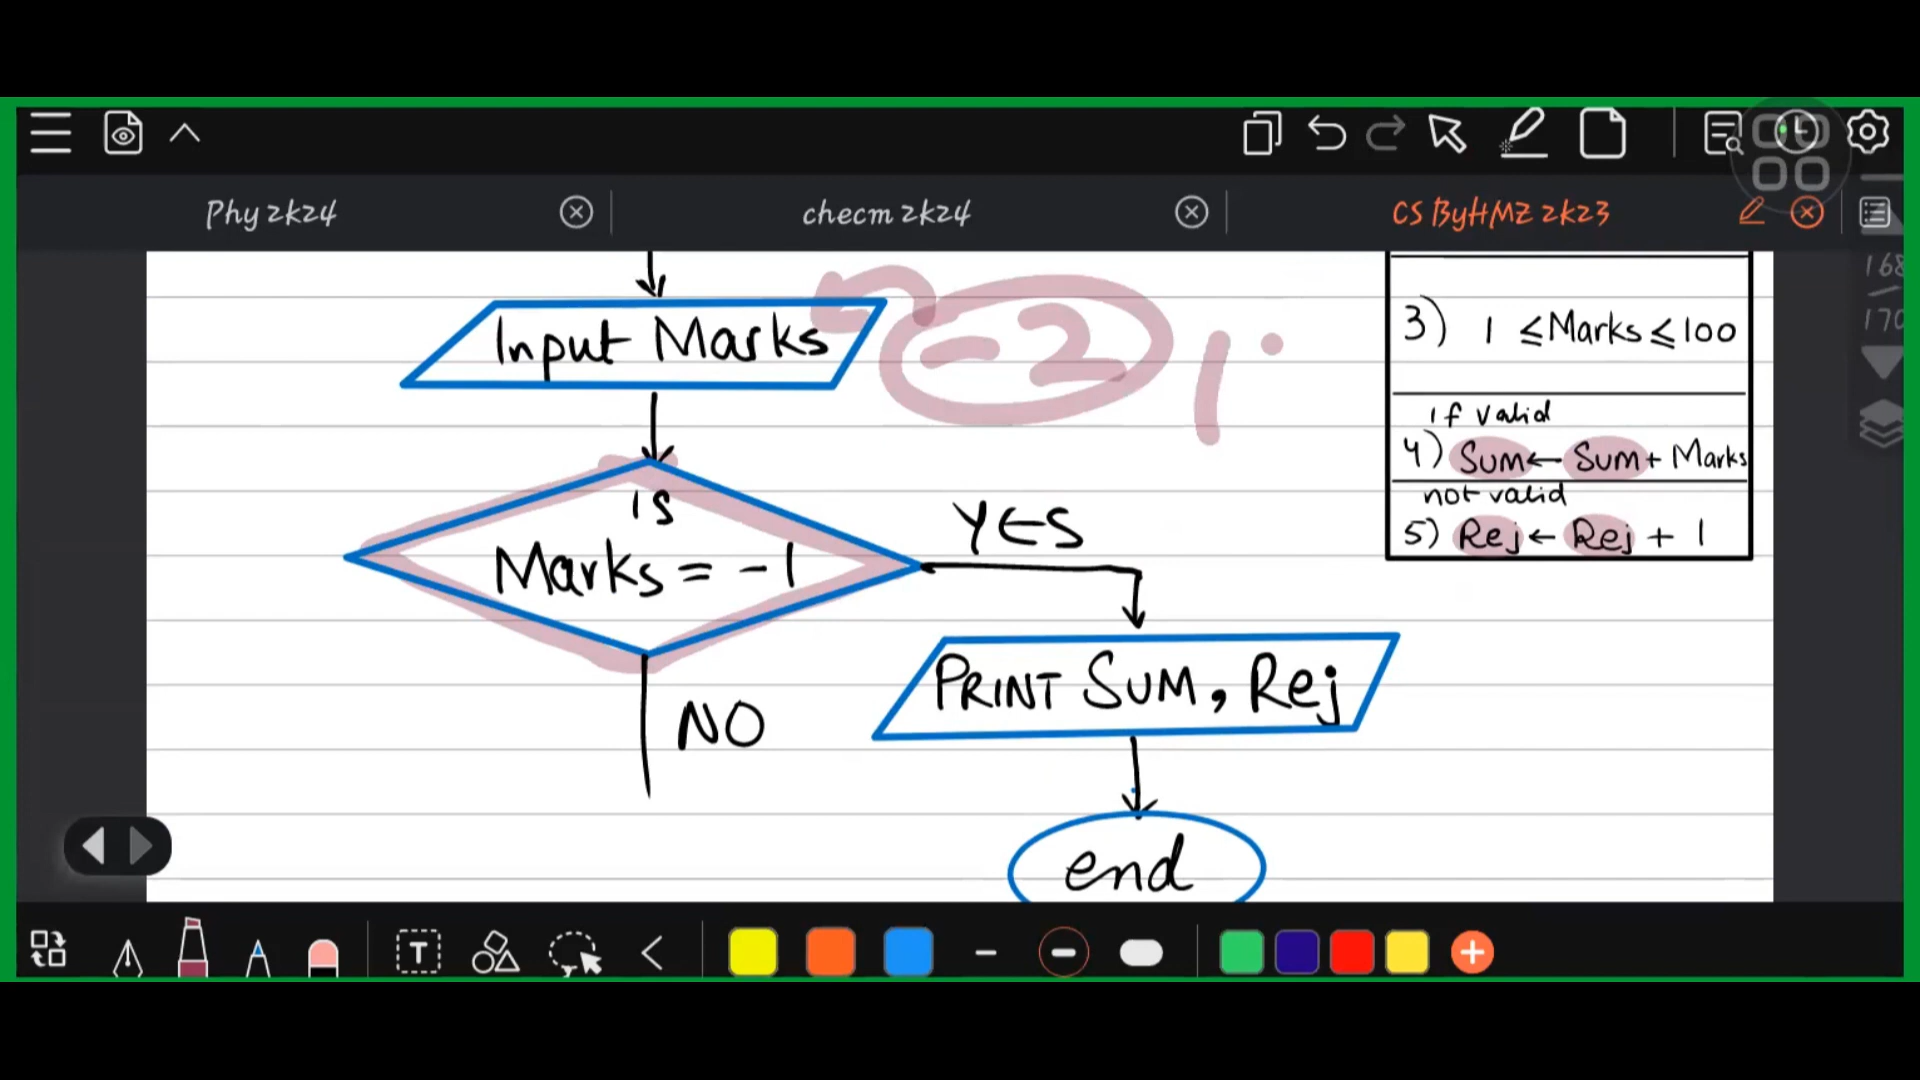 Phy 2k24
checm 2k24
CS ByHMZ 2k23
168
170
Input Marks
-2
3) 1 ≤ Marks ≤ 100
if valid
4) Sum ← Sum + Marks
not valid
5) Rej ← Rej + 1
is
Marks = -1
YES
NO
PRINT SUM, Rej
end
T